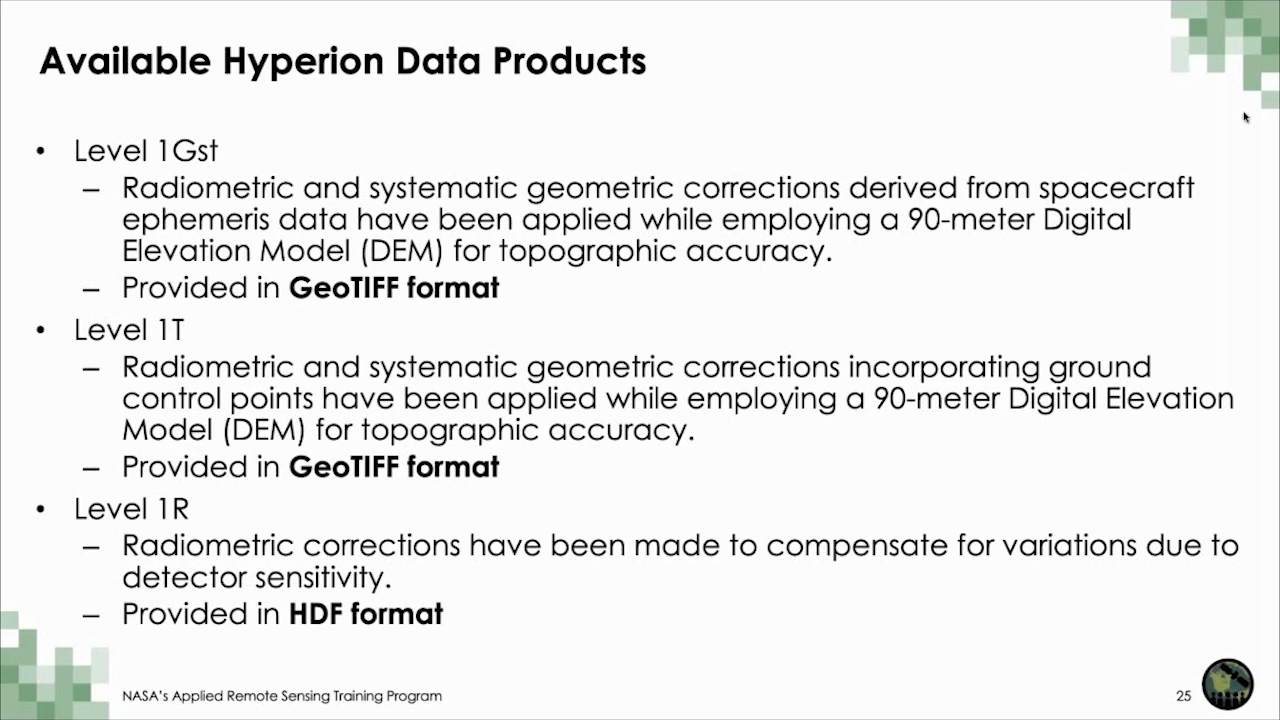 Available Hyperion Data Products
• Level 1Gst
– Radiometric and systematic geometric corrections derived from spacecraft
ephemeris data have been applied while employing a 90-meter Digital
Elevation Model (DEM) for topographic accuracy.
– Provided in GeoTIFF format
• Level 1T
– Radiometric and systematic geometric corrections incorporating ground
control points have been applied while employing a 90-meter Digital Elevation
Model (DEM) for topographic accuracy.
– Provided in GeoTIFF format
• Level 1R
– Radiometric corrections have been made to compensate for variations due to
detector sensitivity.
– Provided in HDF format
NASA's Applied Remote Sensing Training Program
25